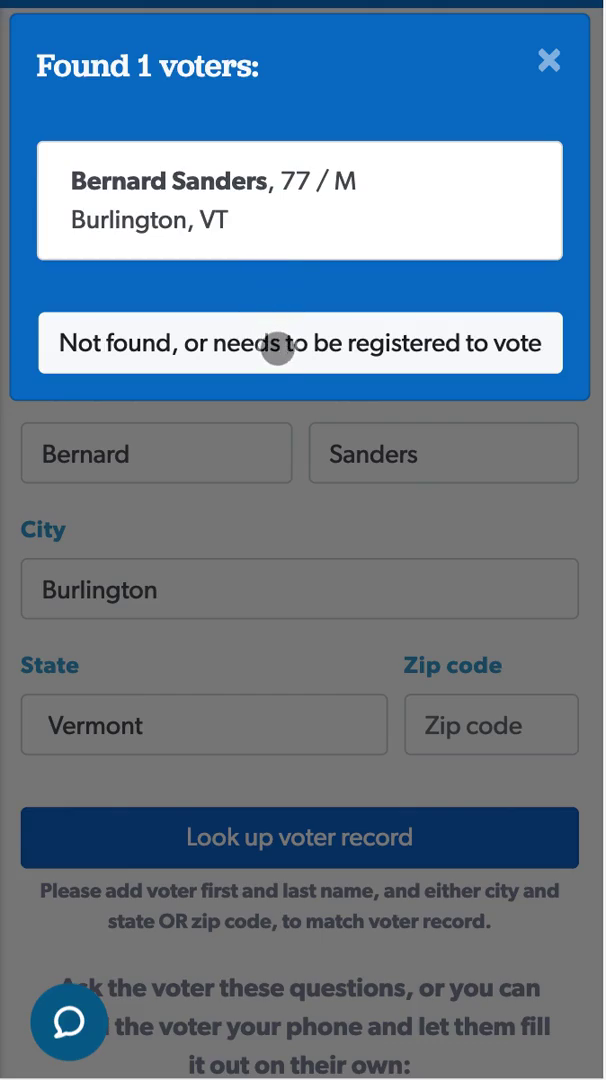 Found 1 voters:
×
Bernard Sanders, 77 / M
Burlington, VT
Not found, or needs to be registered to vote
Bernard
Sanders
City
Burlington
State
Zip code
Vermont
Zip code
Look up voter record
Please add voter first and last name, and either city and
state OR zip code, to match voter record.
the voter these questions, or you can
the voter your phone and let them fill
it out on their own: